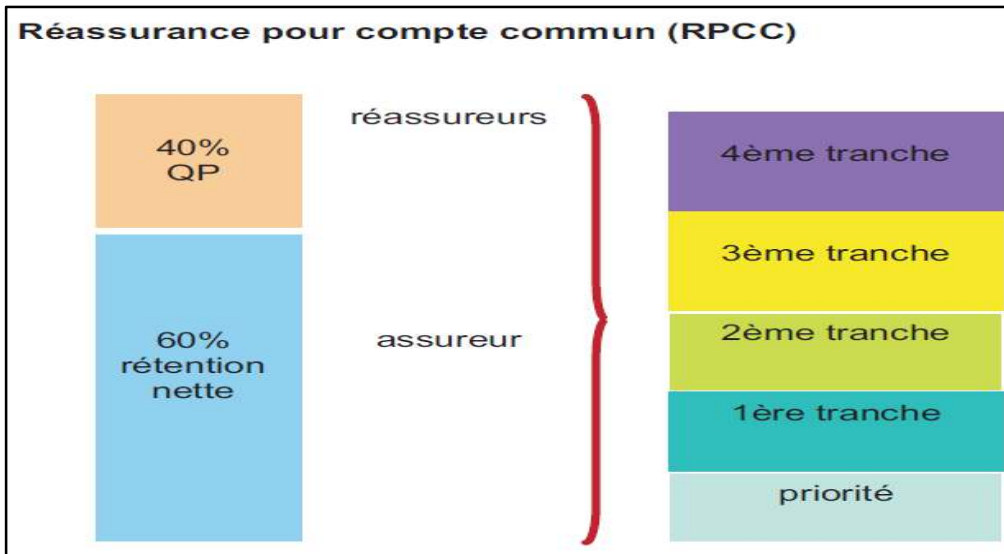 Réassurance pour compte commun (RPCC)
40%
QP
60%
rétention
nette
réassureurs
assureur
4ème tranche
3ème tranche
2ème tranche
1ère tranche
priorité